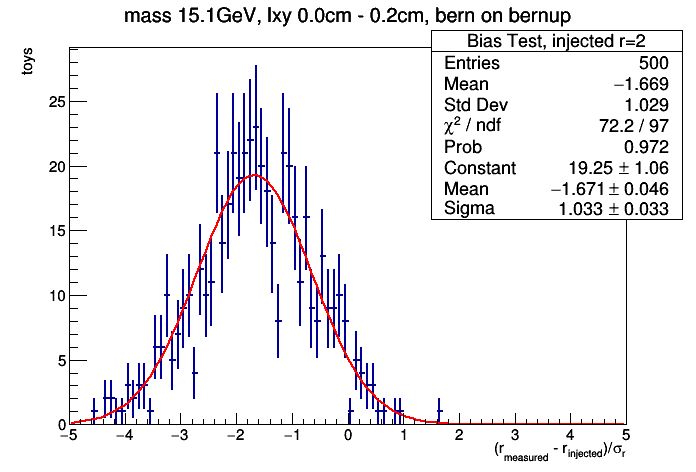 mass 15.1GeV, lxy 0.0cm - 0.2cm, bern on bernup
Bias Test, injected r=2
Entries 500
Mean −1.669
Std Dev 1.029
χ² / ndf 72.2 / 97
Prob 0.972
Constant 19.25 ± 1.06
Mean −1.671 ± 0.046
Sigma 1.033 ± 0.033
toys
25
20
15
10
5
0
−5 −4 −3 −2 −1 0 1 2 3 4 5
(r_measured - r_injected)/σ_r